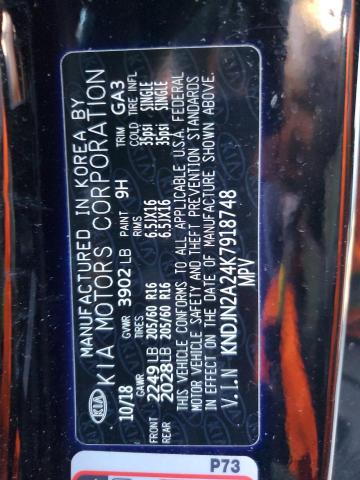 MANUFACTURED IN KOREA BY
KIA KIA MOTORS CORPORATION
10/18 GVWR 3902 LB PAINT 9H TRIM GA3
GAWR TIRES RIMS COLD TIRE INFL
FRONT 2249 LB 205/60 R16 6.5JX16 35psi SINGLE
REAR 2028 LB 205/60 R16 6.5JX16 35psi SINGLE
THIS VEHICLE CONFORMS TO ALL APPLICABLE U.S.A. FEDERAL
MOTOR VEHICLE SAFETY AND THEFT PREVENTION STANDARDS
IN EFFECT ON THE DATE OF MANUFACTURE SHOWN ABOVE.
V.I.N KNDJN2A24K7918748
MPV
P73